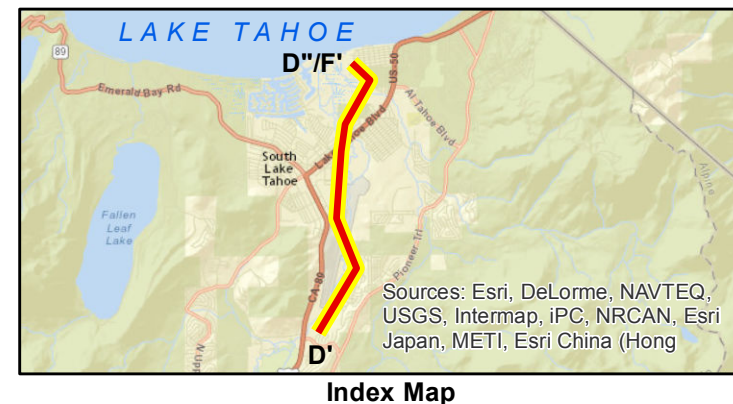 LAKE TAHOE
89
D"/F'
US-50
Emerald Bay Rd
Al Tahoe Blvd
South
Lake
Tahoe
Lake Tahoe Blvd
Alpine
Fallen
Leaf
Lake
Pioneer Trl
CA-89
N Upp
Sources: Esri, DeLorme, NAVTEQ,
USGS, Intermap, iPC, NRCAN, Esri
Japan, METI, Esri China (Hong
D'
Index Map